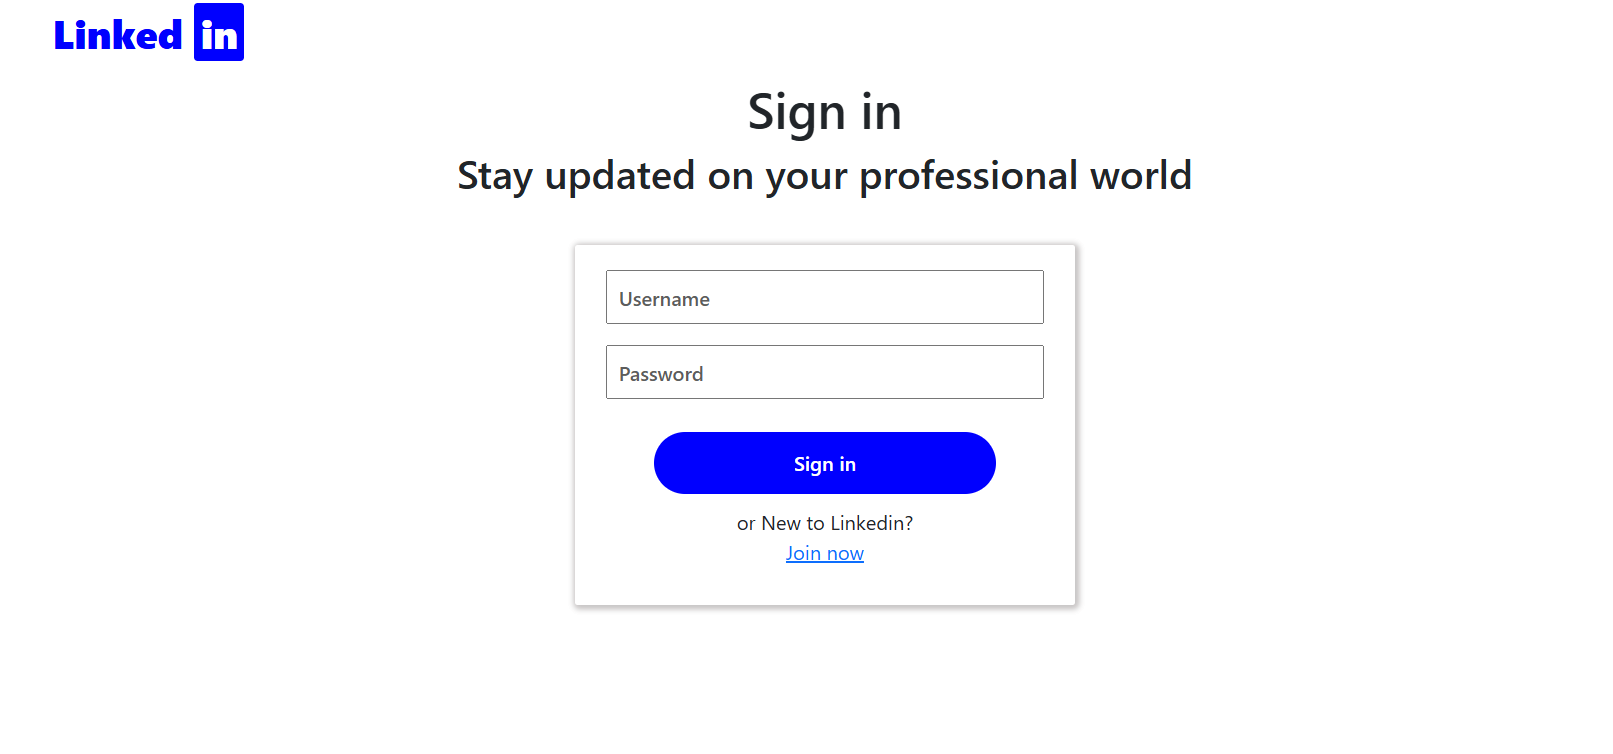 Linked in
Sign in
Stay updated on your professional world
Username
Password
Sign in
or New to Linkedin?
Join now